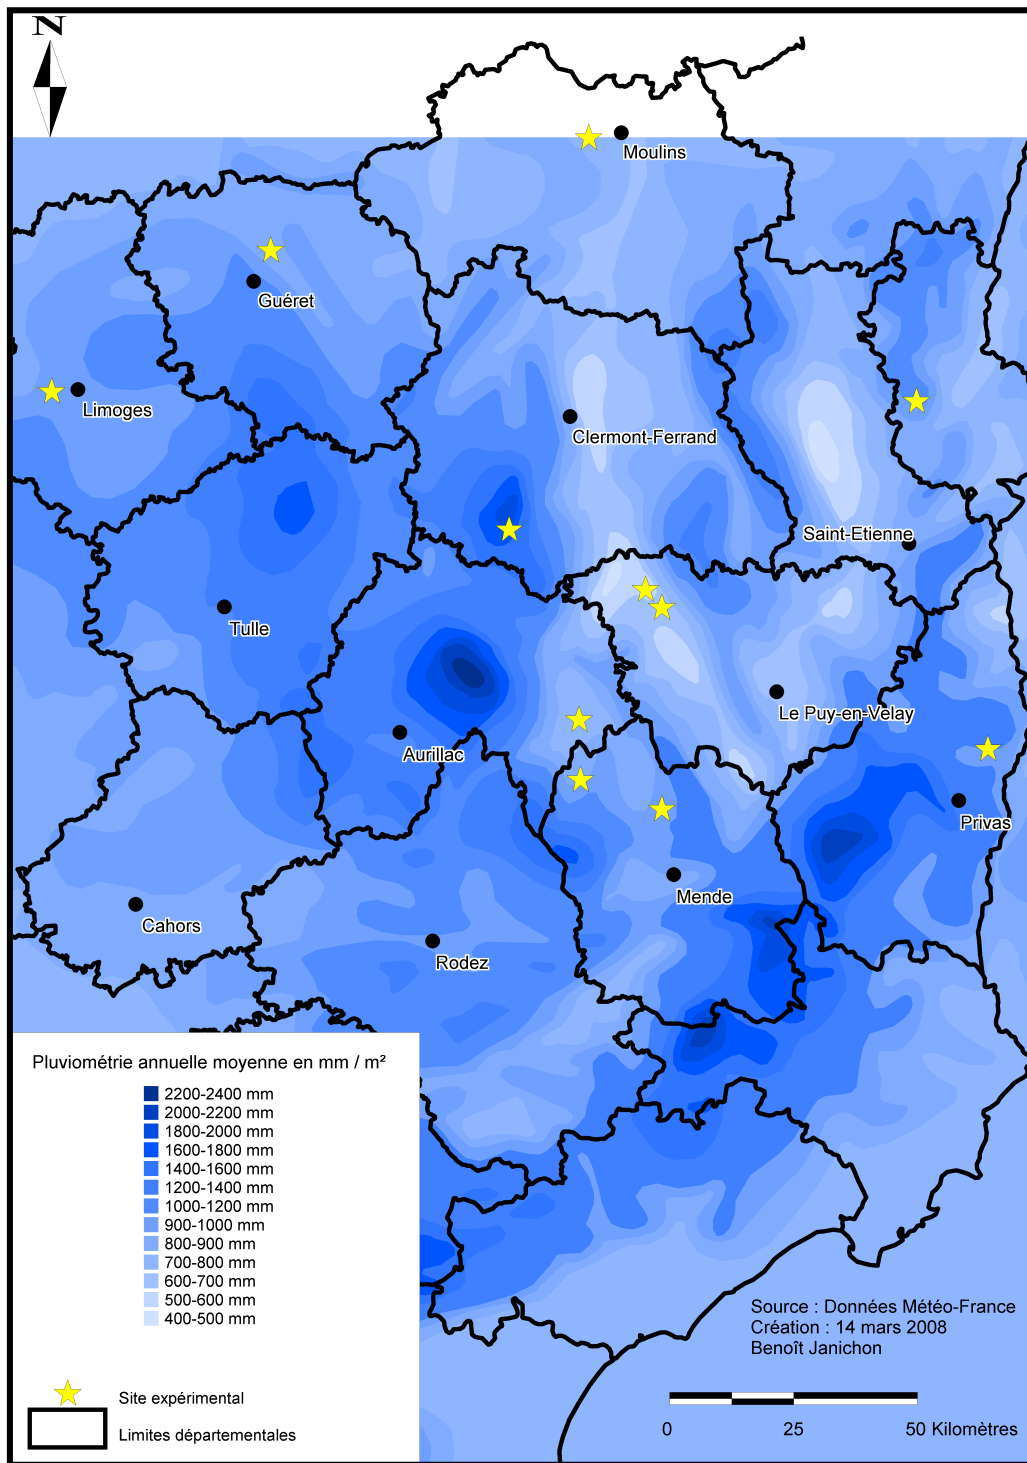 N
Moulins
Guéret
Limoges
Clermont-Ferrand
Saint-Etienne
Tulle
Le Puy-en-Velay
Aurillac
Privas
Mende
Cahors
Rodez
Pluviométrie annuelle moyenne en mm / m²
2200-2400 mm
2000-2200 mm
1800-2000 mm
1600-1800 mm
1400-1600 mm
1200-1400 mm
1000-1200 mm
900-1000 mm
800-900 mm
700-800 mm
600-700 mm
500-600 mm
400-500 mm
Site expérimental
Limites départementales
Source : Données Météo-France
Création : 14 mars 2008
Benoît Janichon
0 25 50 Kilomètres